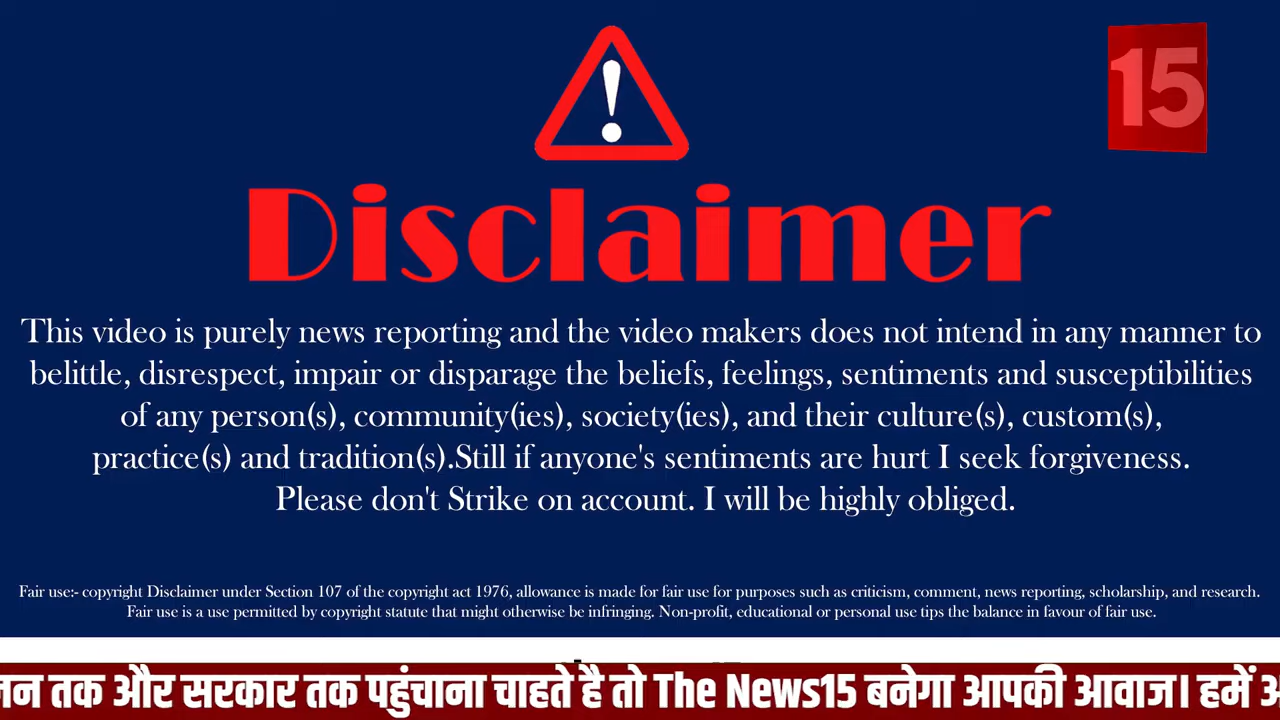 15
Disclaimer
This video is purely news reporting and the video makers does not intend in any manner to
belittle, disrespect, impair or disparage the beliefs, feelings, sentiments and susceptibilities
of any person(s), community(ies), society(ies), and their culture(s), custom(s),
practice(s) and tradition(s).Still if anyone's sentiments are hurt I seek forgiveness.
Please don't Strike on account. I will be highly obliged.
Fair use:- copyright Disclaimer under Section 107 of the copyright act 1976, allowance is made for fair use for purposes such as criticism, comment, news reporting, scholarship, and research.
Fair use is a use permitted by copyright statute that might otherwise be infringing. Non-profit, educational or personal use tips the balance in favour of fair use.
तक और सरकार तक पहुंचाना चाहते है तो The News15 बनेगा आपकी आवाज। हमें